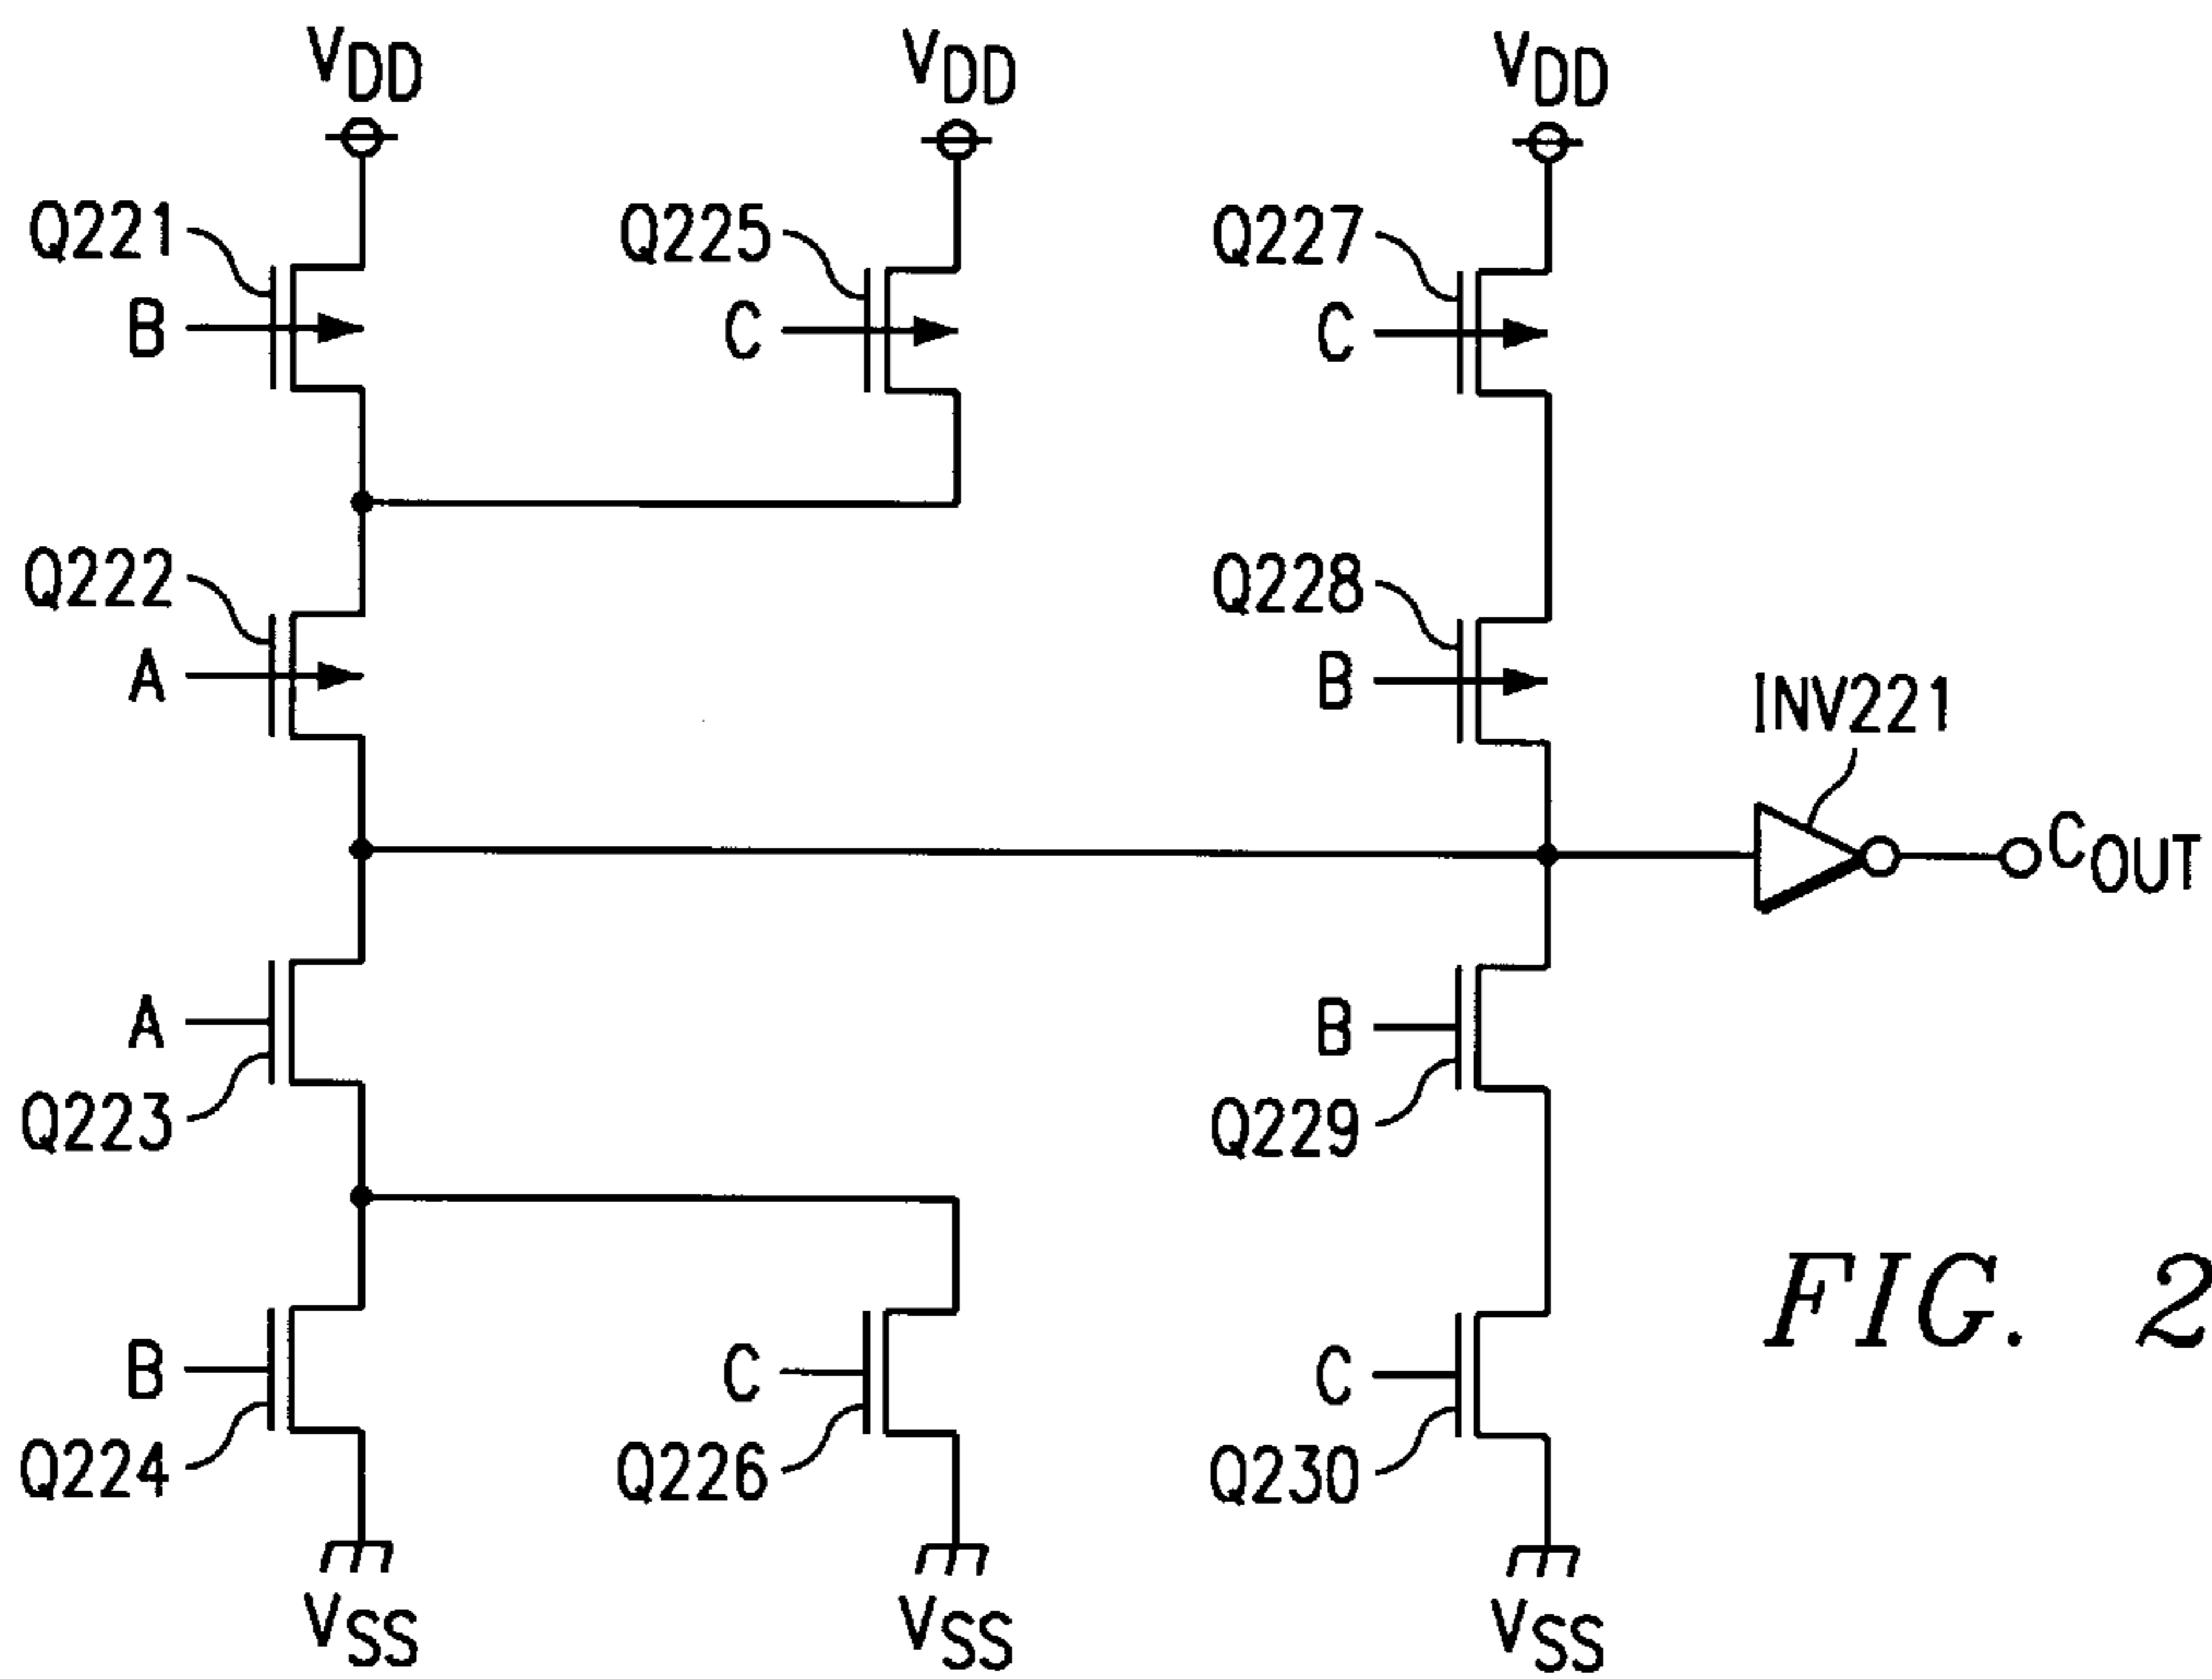 VDD VDD VDD
Q221 Q225 Q227
B C C
Q222 Q228
A B
INV221
COUT
A B
Q223 Q229
B C C
Q224 Q226 Q230
VSS VSS VSS
FIG. 2